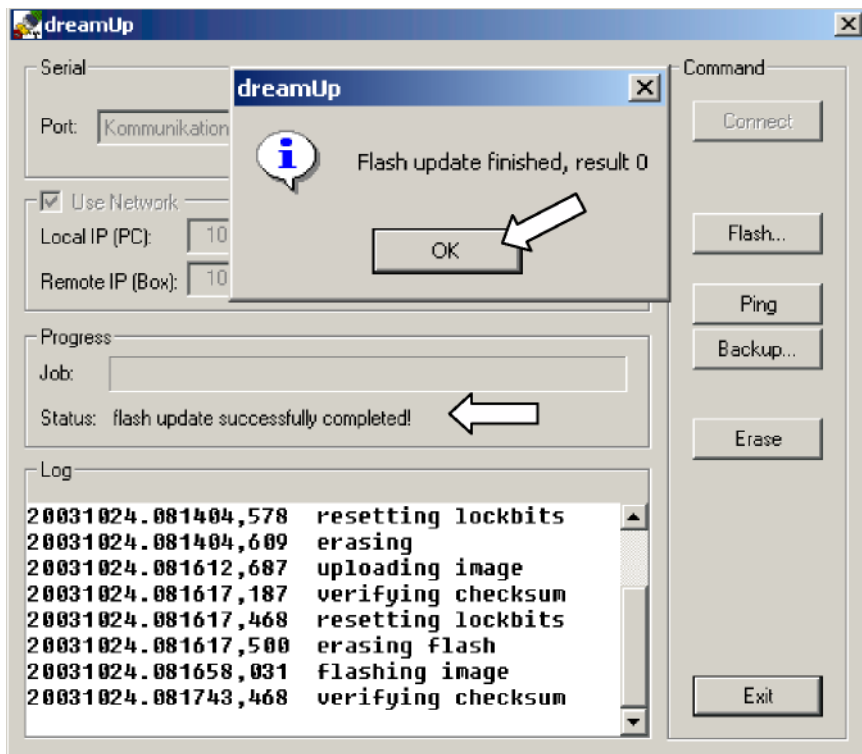 dreamUp
Serial
Port: Kommunikation
Use Network
Local IP (PC): 10
Remote IP (Box): 10
dreamUp
Flash update finished, result 0
OK
Progress
Job:
Status: flash update successfully completed!
Log
20031024.081404,578 resetting lockbits
20031024.081404,609 erasing
20031024.081612,687 uploading image
20031024.081617,187 verifying checksum
20031024.081617,468 resetting lockbits
20031024.081617,500 erasing flash
20031024.081658,031 flashing image
20031024.081743,468 verifying checksum
Command
Connect
Flash...
Ping
Backup...
Erase
Exit